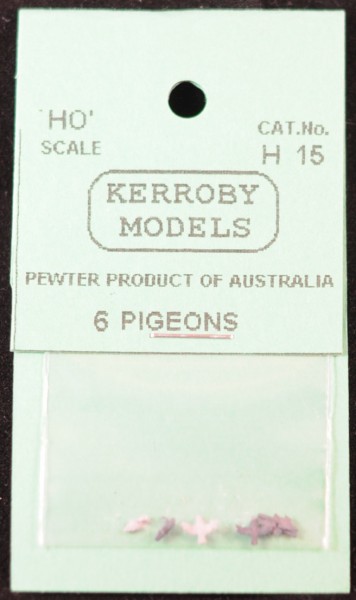 'HO'
SCALE
CAT.No.
H 15
KERROBY
MODELS
PEWTER PRODUCT OF AUSTRALIA
6 PIGEONS